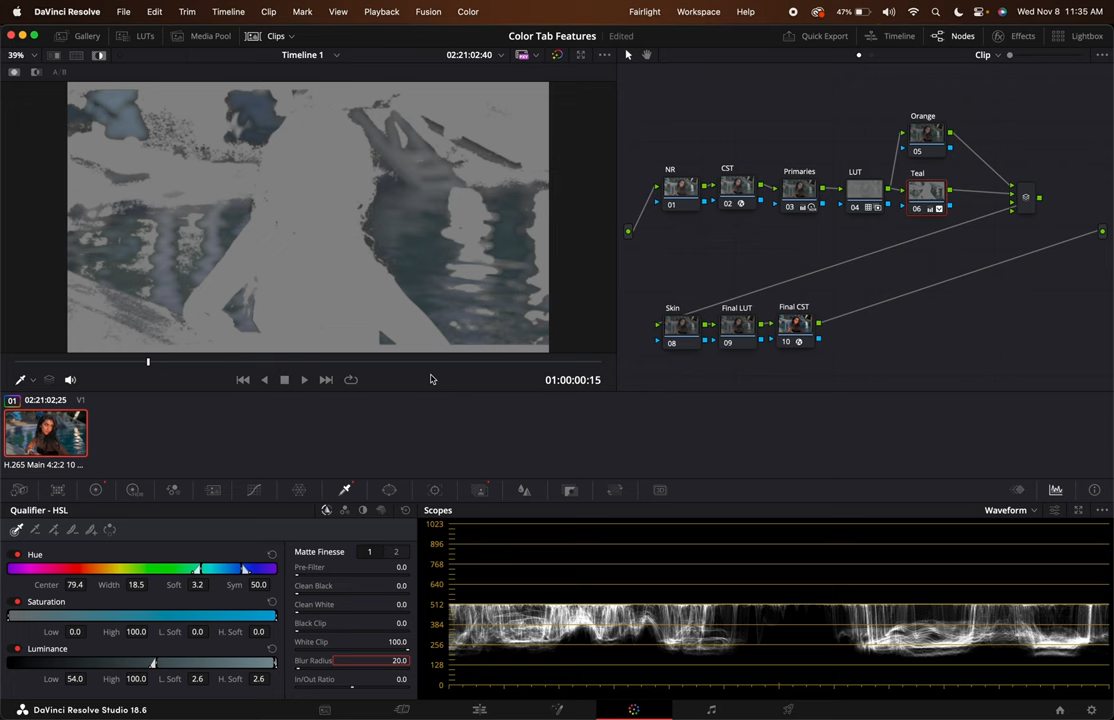 DaVinci Resolve File Edit Trim Timeline Clip Mark View Playback Fusion Color Fairlight Workspace Help 47% Wed Nov 8 11:35 AM
Gallery LUTs Media Pool Clips Color Tab Features Edited Quick Export Timeline Nodes Effects Lightbox
39% Timeline 1 02:21:02:40 Clip
A/B
Orange
05
NR CST Primaries LUT Teal
01 02 03 04 06
Skin Final LUT Final CST
08 09 10
01:00:00:15
01 02:21:02;25 V1
H.265 Main 4:2:2 10 ...
Qualifier - HSL
Scopes Waveform
Hue
Center 79.4 Width 18.5 Soft 3.2 Sym 50.0
Saturation
Low 0.0 High 100.0 L. Soft 0.0 H. Soft 0.0
Luminance
Low 54.0 High 100.0 L. Soft 2.6 H. Soft 2.6
Matte Finesse 1 2
Pre-Filter 0.0
Clean Black 0.0
Clean White 0.0
Black Clip 0.0
White Clip 100.0
Blur Radius 20.0
In/Out Ratio 0.0
1023
896
768
640
512
384
256
128
0
DaVinci Resolve Studio 18.6